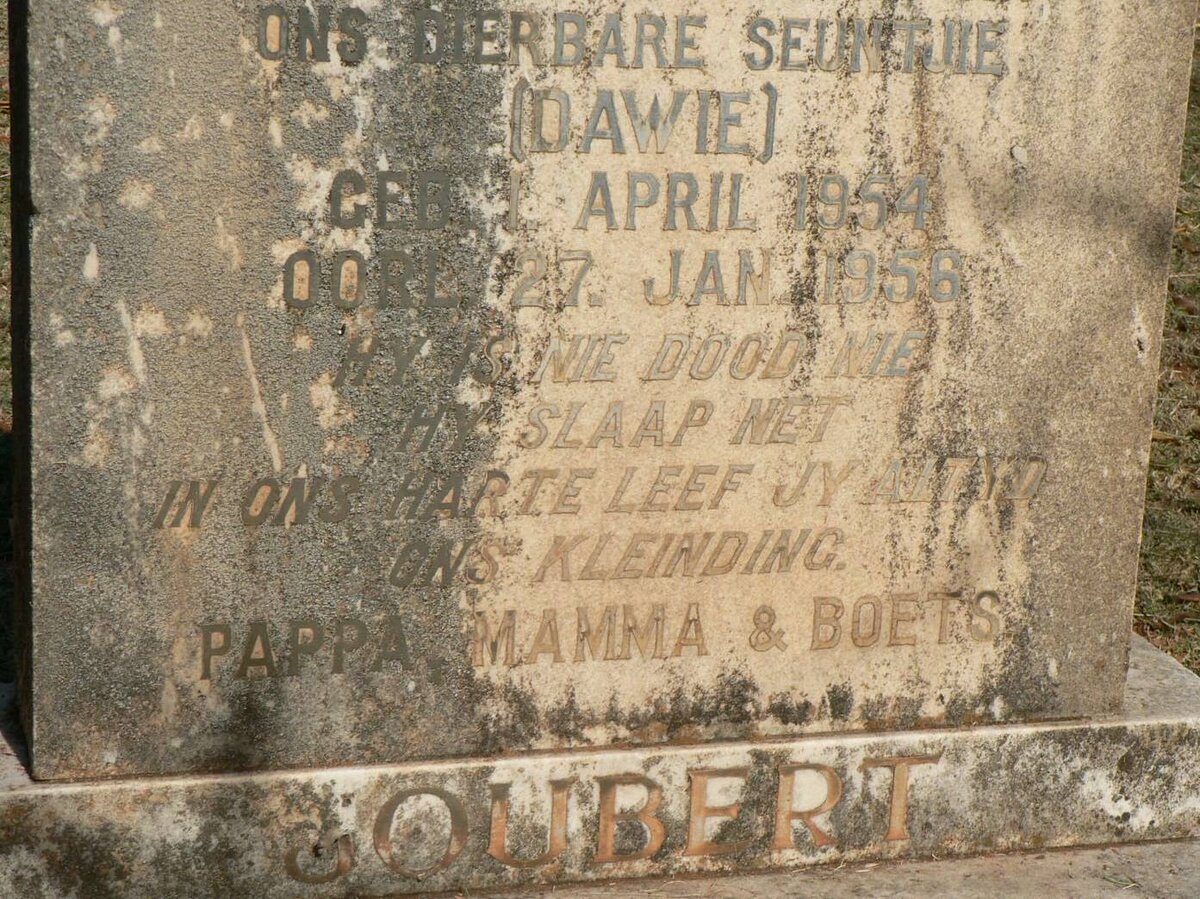 ONS DIERBARE SEUNTJIE
(DAWIE)
GEB. 1. APRIL 1954
OORL. 27. JAN. 1956
HY IS NIE DOOD NIE
HY SLAAP NET
IN ONS HARTE LEEF JY ALTYD
ONS KLEINDING.
PAPPA, MAMMA & BOETS.
JOUBERT